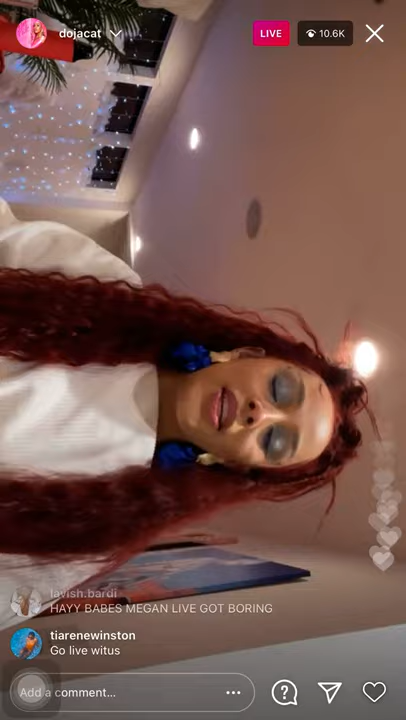 dojacat
LIVE
10.6K
lavish.bardi
HAYY BABES MEGAN LIVE GOT BORING
tiarenewinston
Go live witus
Add a comment...